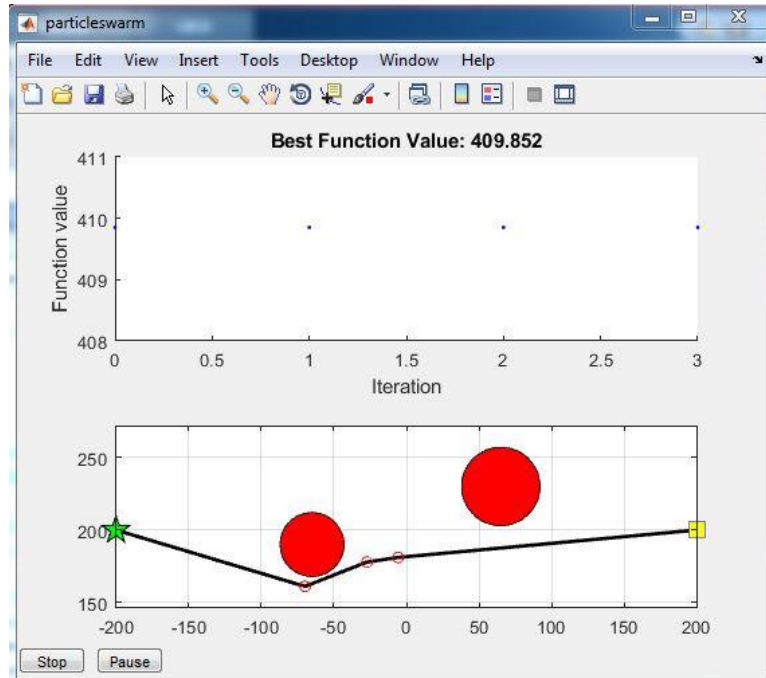 particleswarm
File Edit View Insert Tools Desktop Window Help
Best Function Value: 409.852
Function value
411
410
409
408
0 0.5 1 1.5 2 2.5 3
Iteration
250
200
150
-200 -150 -100 -50 0 50 100 150 200
Stop Pause